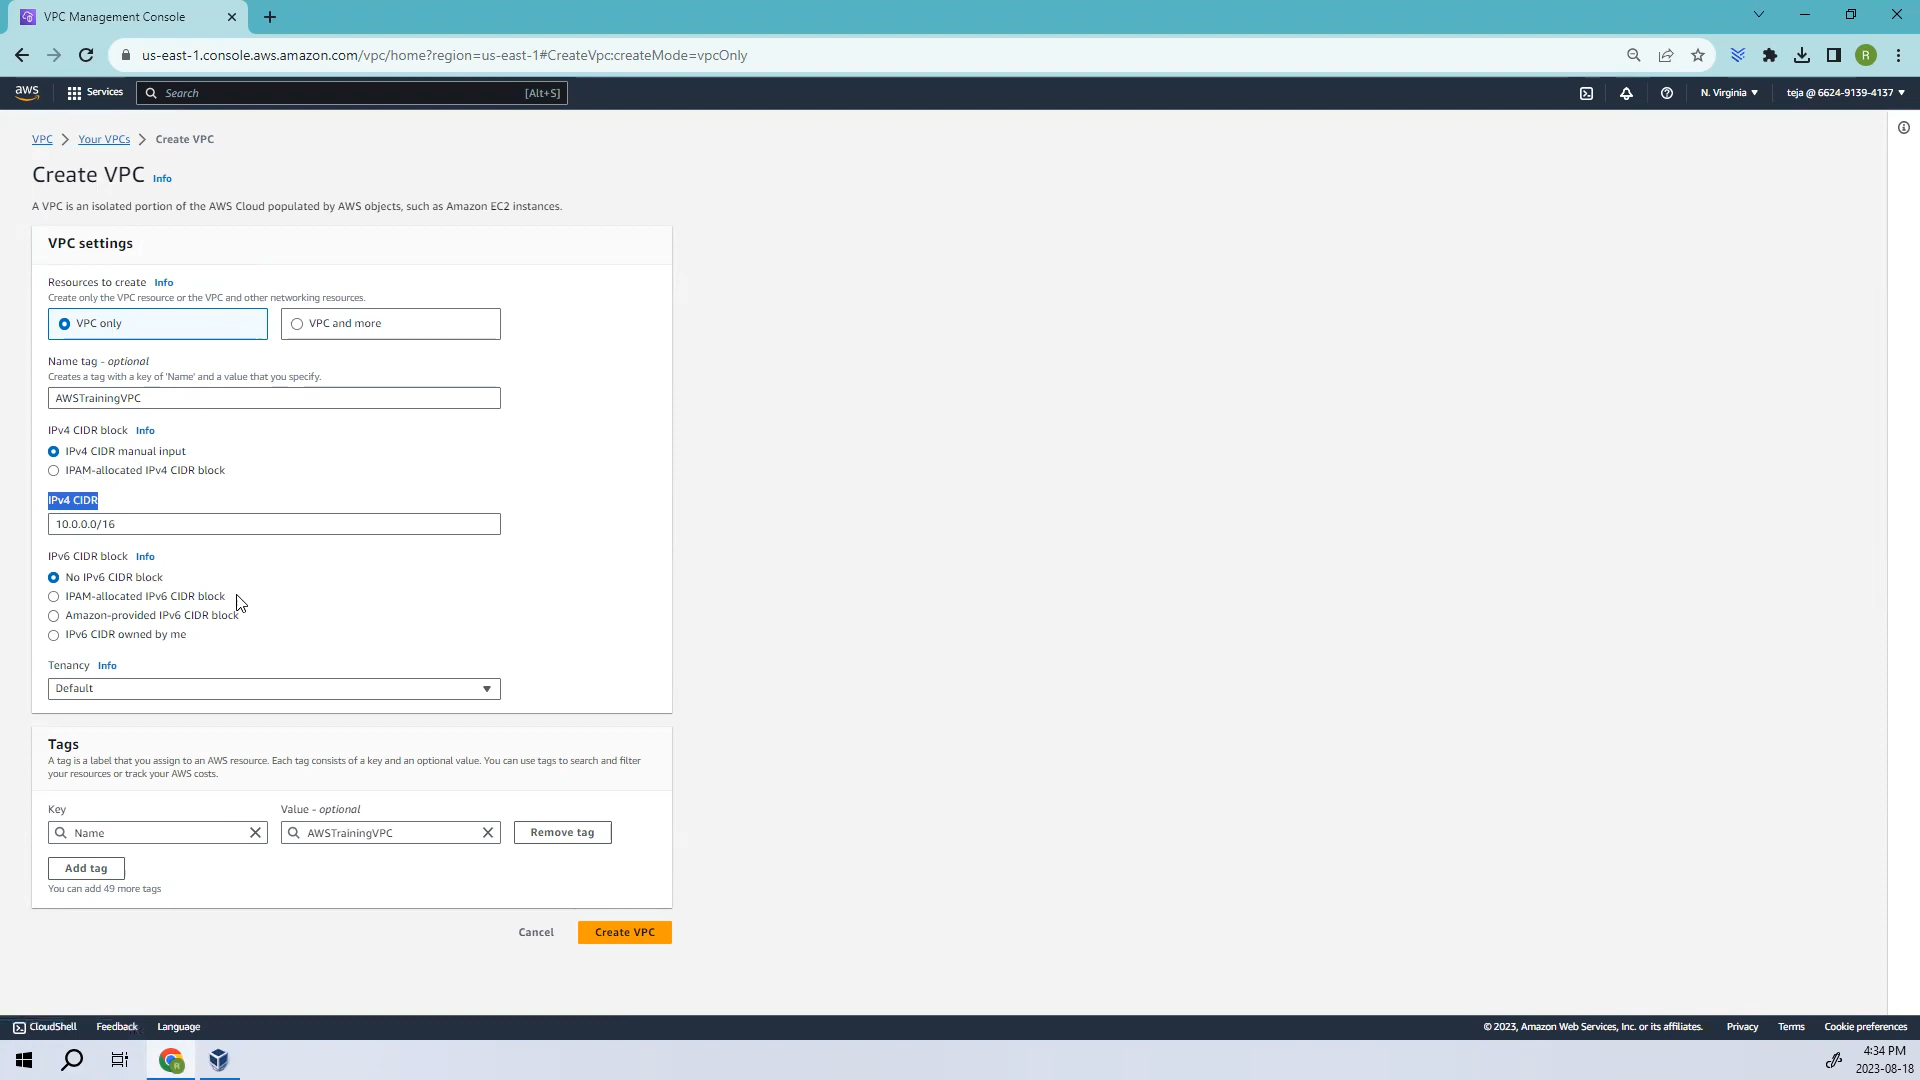 VPC Management Console
us-east-1.console.aws.amazon.com/vpc/home?region=us-east-1#CreateVpc:createMode=vpcOnly
R
aws
Services
Search
[Alt+S]
N. Virginia
teja @ 6624-9139-4137
VPC
Your VPCs
Create VPC
Create VPC Info
A VPC is an isolated portion of the AWS Cloud populated by AWS objects, such as Amazon EC2 instances.
VPC settings
Resources to create Info
Create only the VPC resource or the VPC and other networking resources.
VPC only
VPC and more
Name tag - optional
Creates a tag with a key of 'Name' and a value that you specify.
AWSTrainingVPC
IPv4 CIDR block Info
IPv4 CIDR manual input
IPAM-allocated IPv4 CIDR block
IPv4 CIDR
10.0.0.0/16
IPv6 CIDR block Info
No IPv6 CIDR block
IPAM-allocated IPv6 CIDR block
Amazon-provided IPv6 CIDR block
IPv6 CIDR owned by me
Tenancy Info
Default
Tags
A tag is a label that you assign to an AWS resource. Each tag consists of a key and an optional value. You can use tags to search and filter
your resources or track your AWS costs.
Key
Value - optional
Name
AWSTrainingVPC
Remove tag
Add tag
You can add 49 more tags
Cancel
Create VPC
CloudShell
Feedback
Language
© 2023, Amazon Web Services, Inc. or its affiliates.
Privacy
Terms
Cookie preferences
R
4:34 PM
2023-08-18